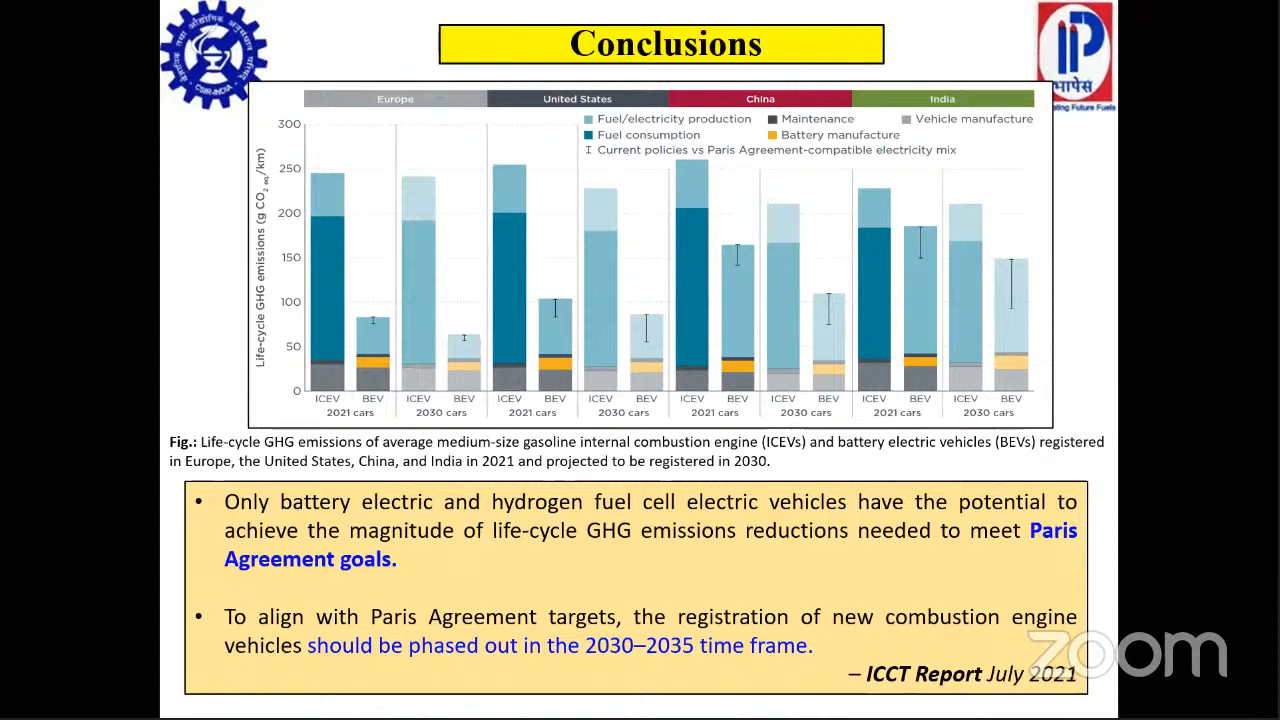 Conclusions
CSIR-INDIA
IP
भापेसं
Europe United States China India
Fuel/electricity production Maintenance Vehicle manufacture
Fuel consumption Battery manufacture
Current policies vs Paris Agreement-compatible electricity mix
Life-cycle GHG emissions (g CO2 eq/km)
300
250
200
150
100
50
0
ICEV BEV ICEV BEV ICEV BEV ICEV BEV ICEV BEV ICEV BEV ICEV BEV ICEV BEV
2021 cars 2030 cars 2021 cars 2030 cars 2021 cars 2030 cars 2021 cars 2030 cars
Fig.: Life-cycle GHG emissions of average medium-size gasoline internal combustion engine (ICEVs) and battery electric vehicles (BEVs) registered
in Europe, the United States, China, and India in 2021 and projected to be registered in 2030.
• Only battery electric and hydrogen fuel cell electric vehicles have the potential to
achieve the magnitude of life-cycle GHG emissions reductions needed to meet Paris
Agreement goals.
• To align with Paris Agreement targets, the registration of new combustion engine
vehicles should be phased out in the 2030–2035 time frame.
– ICCT Report July 2021
zoom